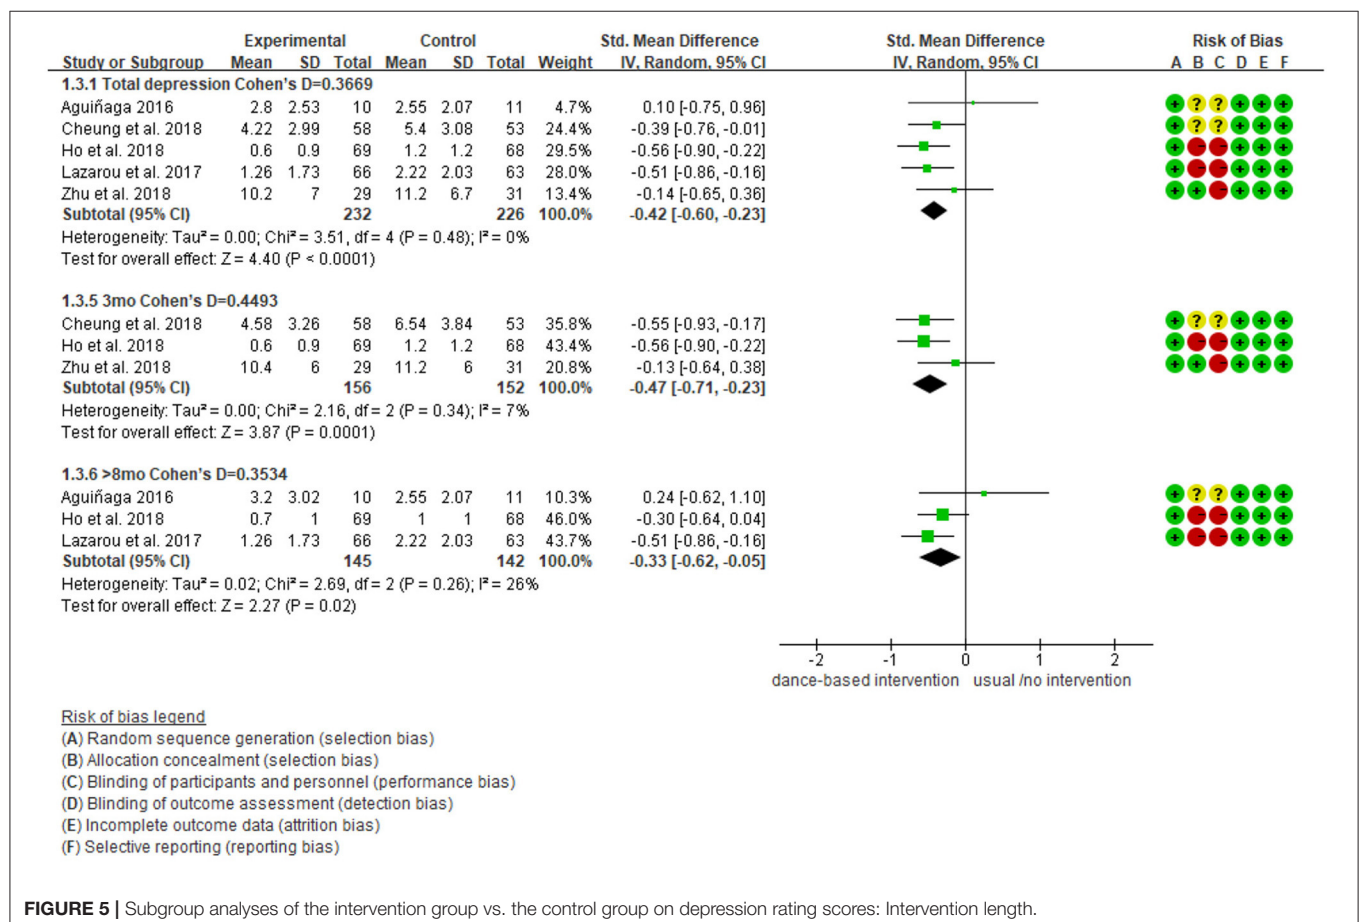 Experimental Control Std. Mean Difference Std. Mean Difference Risk of Bias
Study or Subgroup Mean SD Total Mean SD Total Weight IV, Random, 95% CI IV, Random, 95% CI A B C D E F
1.3.1 Total depression Cohen's D=0.3669
Aguiñaga 2016 2.8 2.53 10 2.55 2.07 11 4.7% 0.10 [-0.75, 0.96] + ? ? + + +
Cheung et al. 2018 4.22 2.99 58 5.4 3.08 53 24.4% -0.39 [-0.76, -0.01] + ? ? + + +
Ho et al. 2018 0.6 0.9 69 1.2 1.2 68 29.5% -0.56 [-0.90, -0.22] + - - + + +
Lazarou et al. 2017 1.26 1.73 66 2.22 2.03 63 28.0% -0.51 [-0.86, -0.16] + - - + + +
Zhu et al. 2018 10.2 7 29 11.2 6.7 31 13.4% -0.14 [-0.65, 0.36] + + - + + +
Subtotal (95% CI) 232 226 100.0% -0.42 [-0.60, -0.23]
Heterogeneity: Tau² = 0.00; Chi² = 3.51, df = 4 (P = 0.48); I² = 0%
Test for overall effect: Z = 4.40 (P < 0.0001)
1.3.5 3mo Cohen's D=0.4493
Cheung et al. 2018 4.58 3.26 58 6.54 3.84 53 35.8% -0.55 [-0.93, -0.17] + ? ? + + +
Ho et al. 2018 0.6 0.9 69 1.2 1.2 68 43.4% -0.56 [-0.90, -0.22] + - - + + +
Zhu et al. 2018 10.4 6 29 11.2 6 31 20.8% -0.13 [-0.64, 0.38] + + - + + +
Subtotal (95% CI) 156 152 100.0% -0.47 [-0.71, -0.23]
Heterogeneity: Tau² = 0.00; Chi² = 2.16, df = 2 (P = 0.34); I² = 7%
Test for overall effect: Z = 3.87 (P = 0.0001)
1.3.6 >8mo Cohen's D=0.3534
Aguiñaga 2016 3.2 3.02 10 2.55 2.07 11 10.3% 0.24 [-0.62, 1.10] + ? ? + + +
Ho et al. 2018 0.7 1 69 1 1 68 46.0% -0.30 [-0.64, 0.04] + - - + + +
Lazarou et al. 2017 1.26 1.73 66 2.22 2.03 63 43.7% -0.51 [-0.86, -0.16] + - - + + +
Subtotal (95% CI) 145 142 100.0% -0.33 [-0.62, -0.05]
Heterogeneity: Tau² = 0.02; Chi² = 2.69, df = 2 (P = 0.26); I² = 26%
Test for overall effect: Z = 2.27 (P = 0.02)
-2 -1 0 1 2
dance-based intervention usual /no intervention
Risk of bias legend
(A) Random sequence generation (selection bias)
(B) Allocation concealment (selection bias)
(C) Blinding of participants and personnel (performance bias)
(D) Blinding of outcome assessment (detection bias)
(E) Incomplete outcome data (attrition bias)
(F) Selective reporting (reporting bias)
FIGURE 5 | Subgroup analyses of the intervention group vs. the control group on depression rating scores: Intervention length.